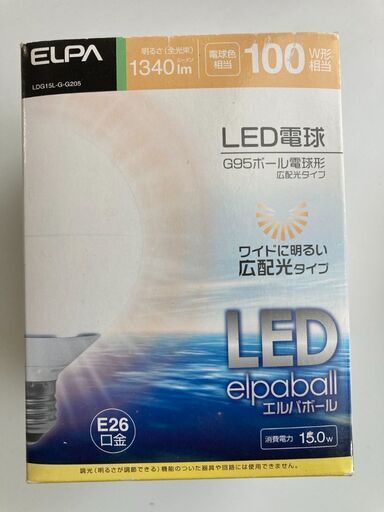 ELPA
LDG15L-G-G205
明るさ(全光束)
1340lm
ルーメン
電球色
相当
100
W形
相当
LED電球
G95ボール電球形
広配光タイプ
ワイドに明るい
広配光タイプ
LED
elpaball
エルパボール
E26
口金
消費電力 15.0W
調光(明るさが調節できる)機能のついた器具や回路には使用できません。